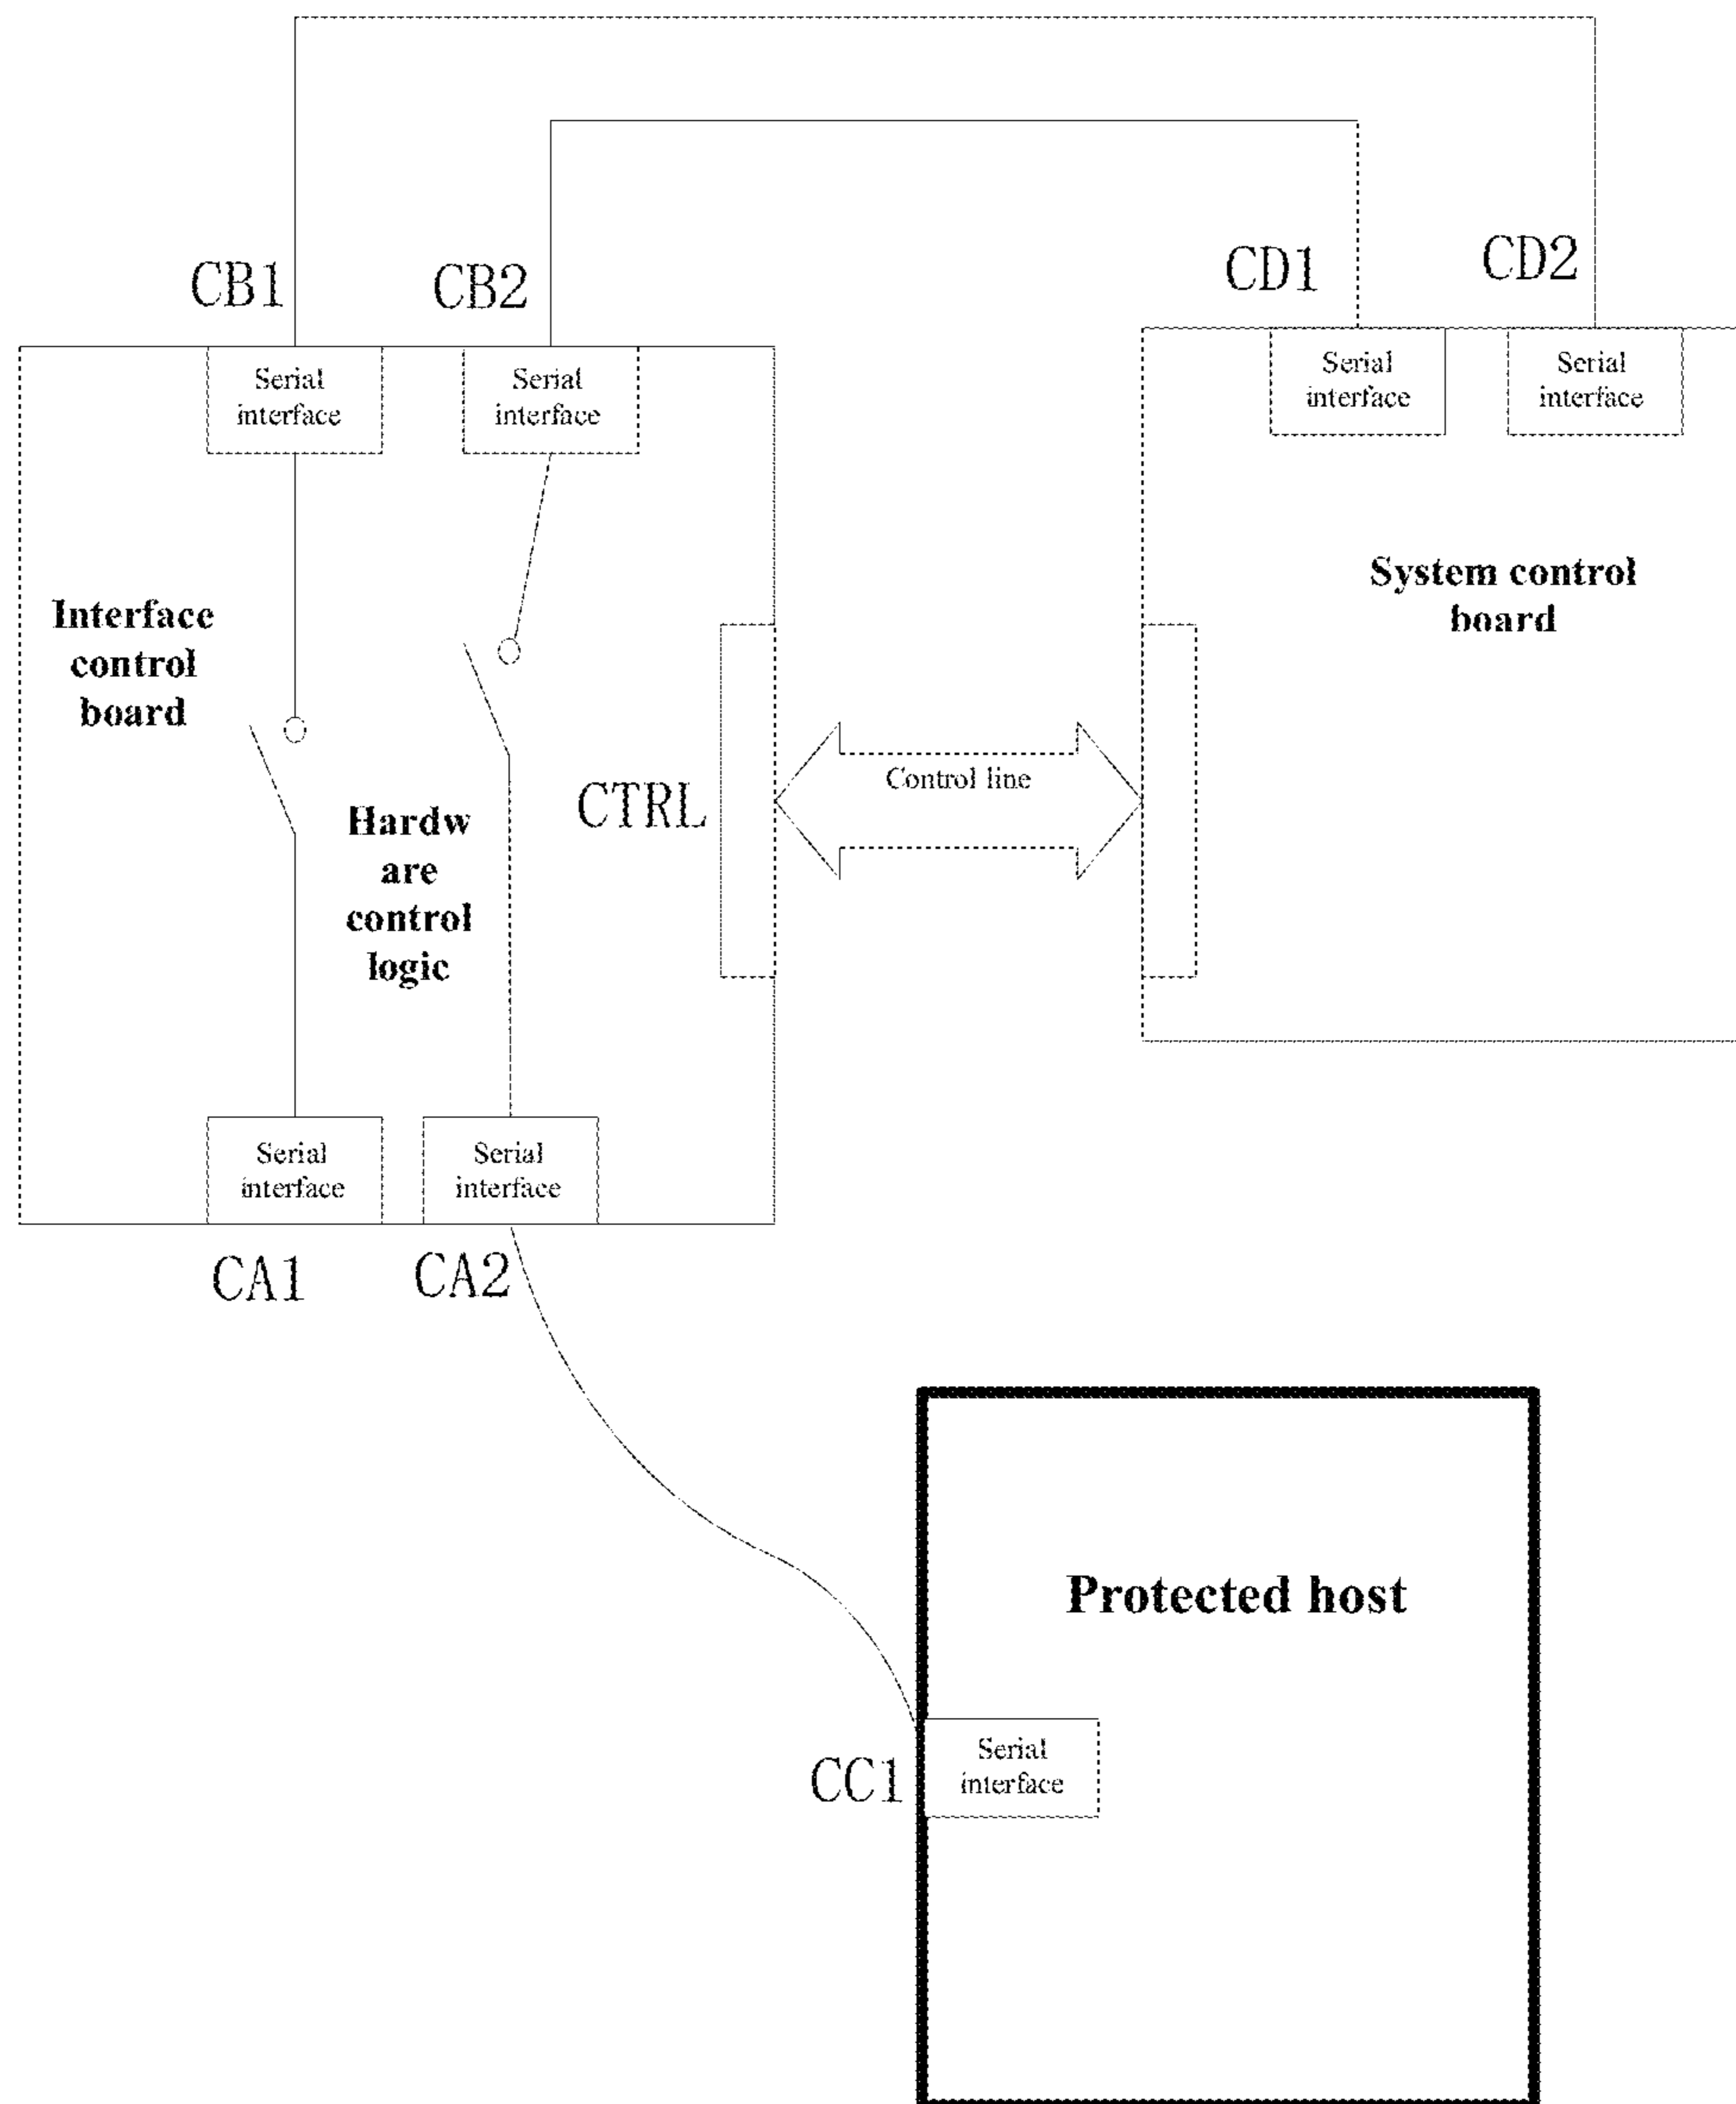 CB1
CB2
CD1
CD2
Serial
interface
Serial
interface
Serial
interface
Serial
interface
Interface
control
board
System control
board
Hardw
are
control
logic
CTRL
Control line
Serial
interface
Serial
interface
CA1
CA2
Protected host
CC1
Serial
interface